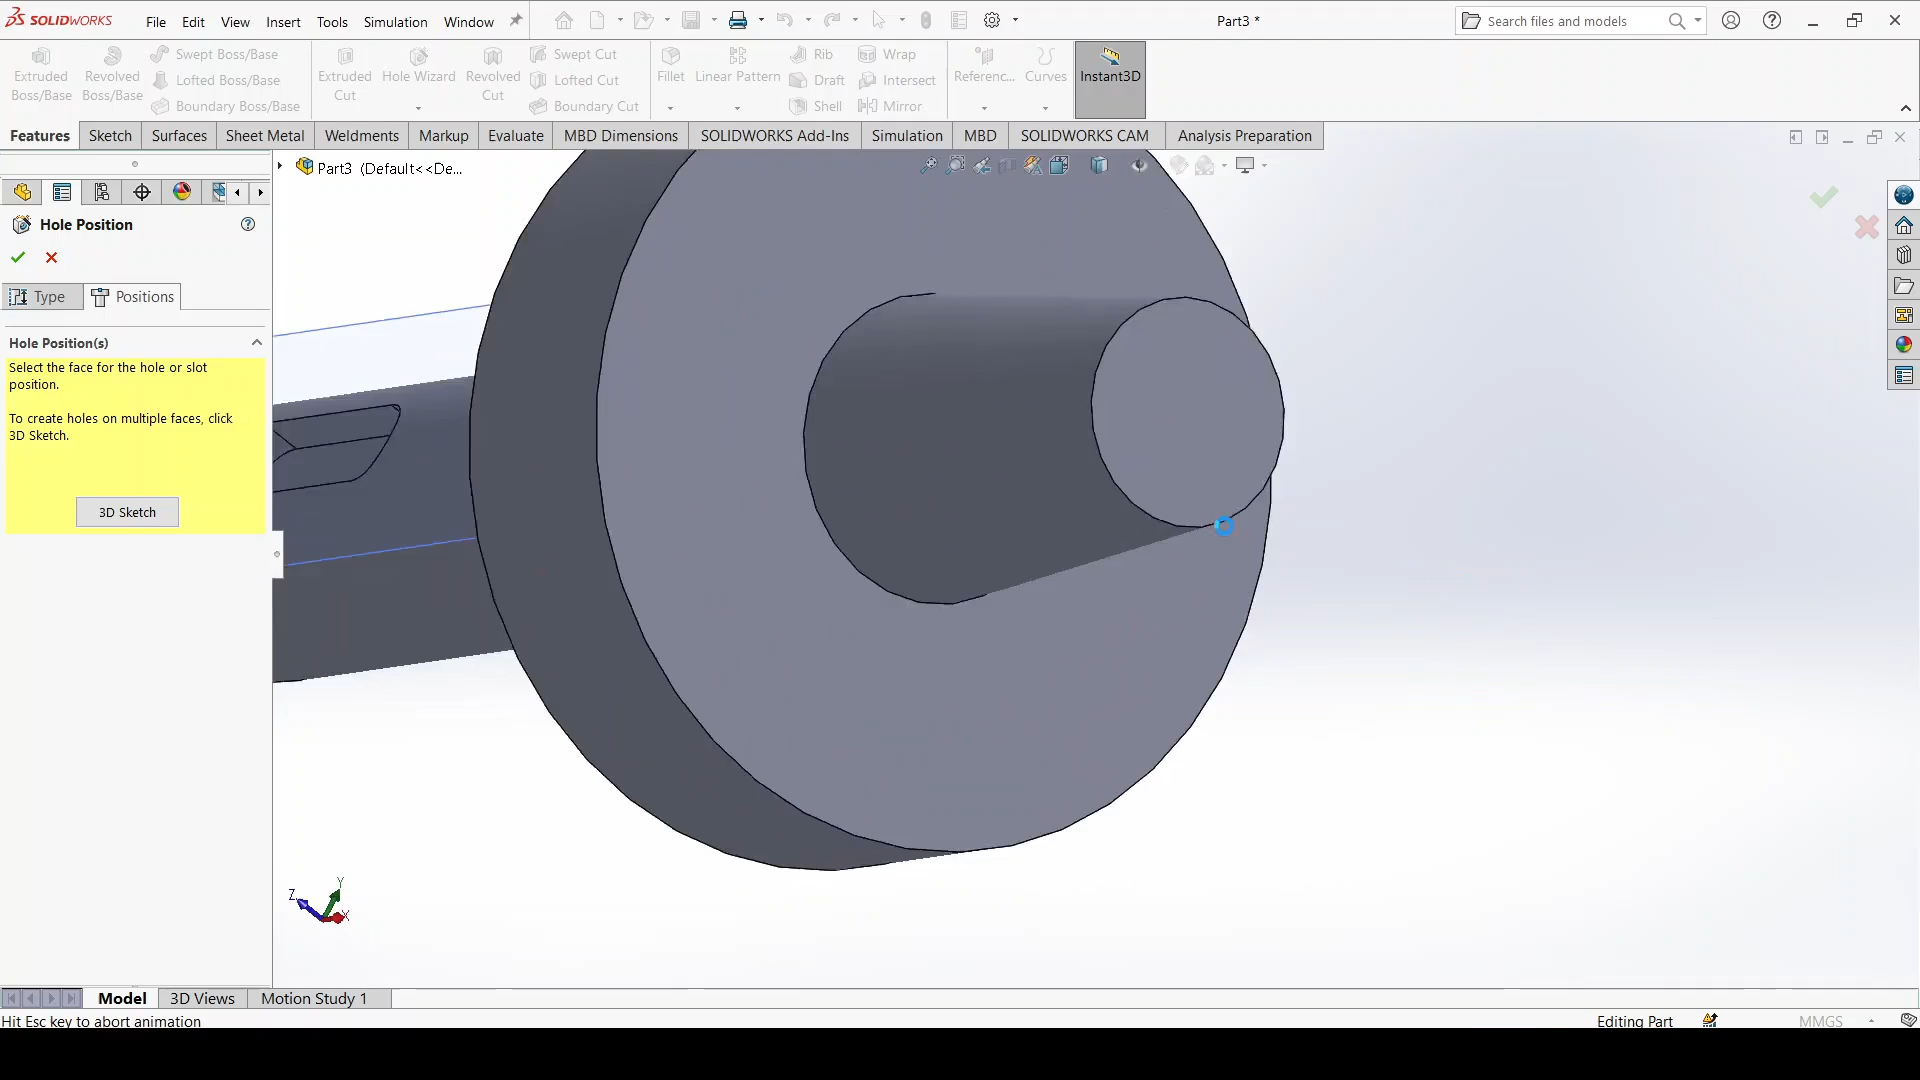 SOLIDWORKS File Edit View Insert Tools Simulation Window Part3 * Search files and models
Extruded Boss/Base
Revolved Boss/Base
Swept Boss/Base
Lofted Boss/Base
Boundary Boss/Base
Extruded Cut
Hole Wizard
Revolved Cut
Swept Cut
Lofted Cut
Boundary Cut
Fillet
Linear Pattern
Rib
Draft
Shell
Wrap
Intersect
Mirror
Referenc...
Curves
Instant3D
Features Sketch Surfaces Sheet Metal Weldments Markup Evaluate MBD Dimensions SOLIDWORKS Add-Ins Simulation MBD SOLIDWORKS CAM Analysis Preparation
Part3 (Default<<De...
Hole Position
Type Positions
Hole Position(s)
Select the face for the hole or slot
position.
To create holes on multiple faces, click
3D Sketch.
3D Sketch
Y
Z
X
Model 3D Views Motion Study 1
Hit Esc key to abort animation Editing Part MMGS